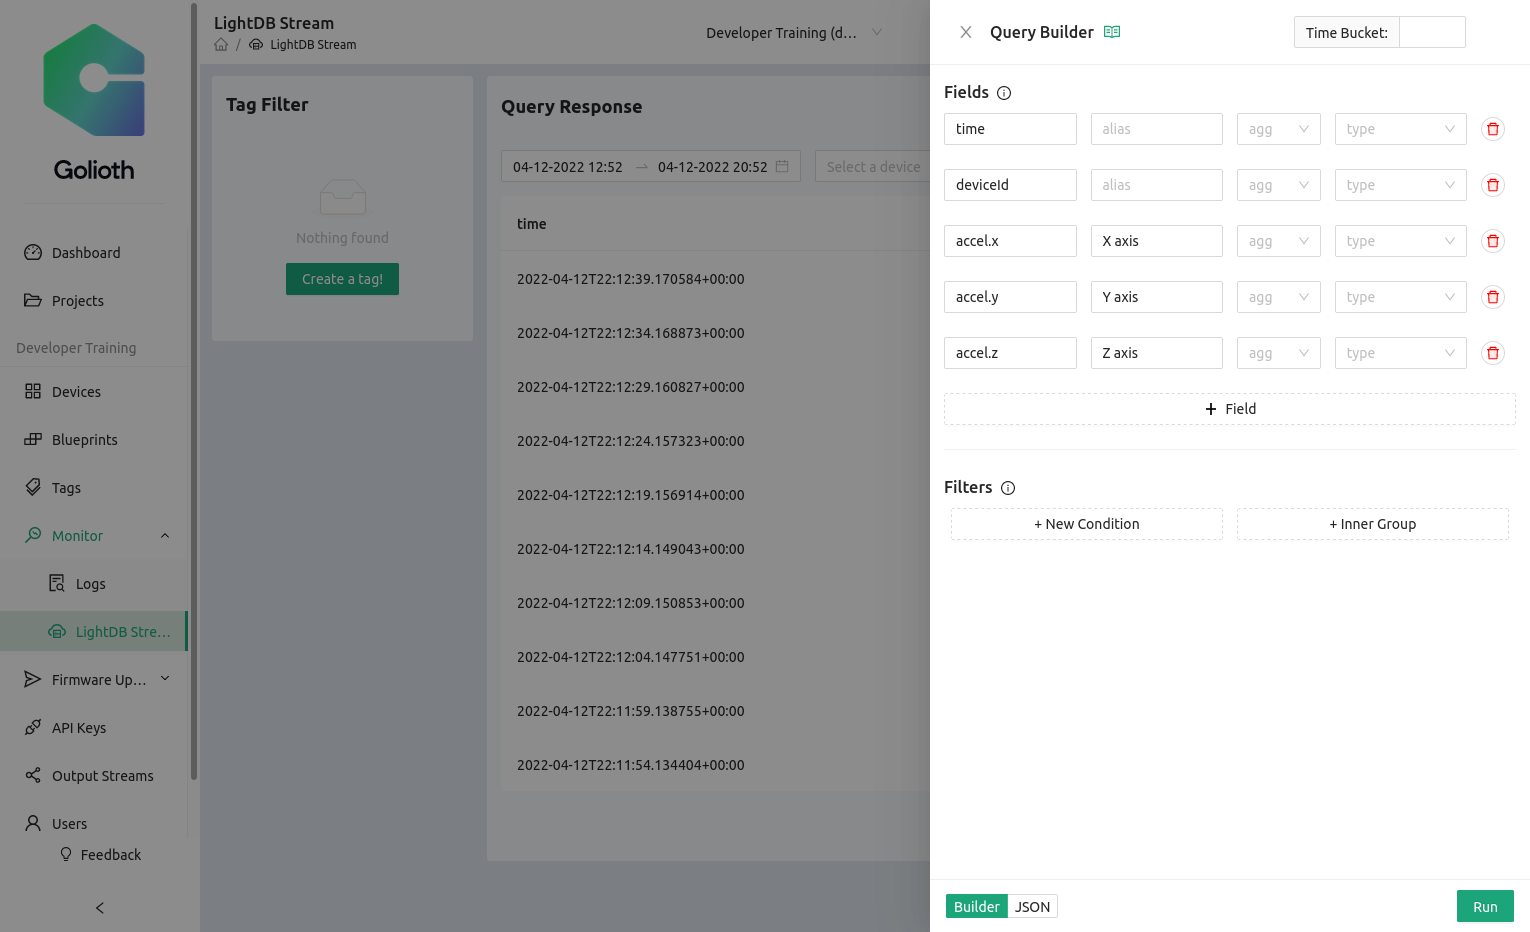 Golioth
Dashboard
Projects
Developer Training
Devices
Blueprints
Tags
Monitor
Logs
LightDB Stre...
Firmware Up...
API Keys
Output Streams
Users
Feedback
LightDB Stream
/ LightDB Stream
Developer Training (d...
Tag Filter
Nothing found
Create a tag!
Query Response
04-12-2022 12:52 → 04-12-2022 20:52
Select a device
time
2022-04-12T22:12:39.170584+00:00
2022-04-12T22:12:34.168873+00:00
2022-04-12T22:12:29.160827+00:00
2022-04-12T22:12:24.157323+00:00
2022-04-12T22:12:19.156914+00:00
2022-04-12T22:12:14.149043+00:00
2022-04-12T22:12:09.150853+00:00
2022-04-12T22:12:04.147751+00:00
2022-04-12T22:11:59.138755+00:00
2022-04-12T22:11:54.134404+00:00
Query Builder
Time Bucket:
Fields
time alias agg type
deviceId alias agg type
accel.x X axis agg type
accel.y Y axis agg type
accel.z Z axis agg type
+ Field
Filters
+ New Condition + Inner Group
Builder JSON Run